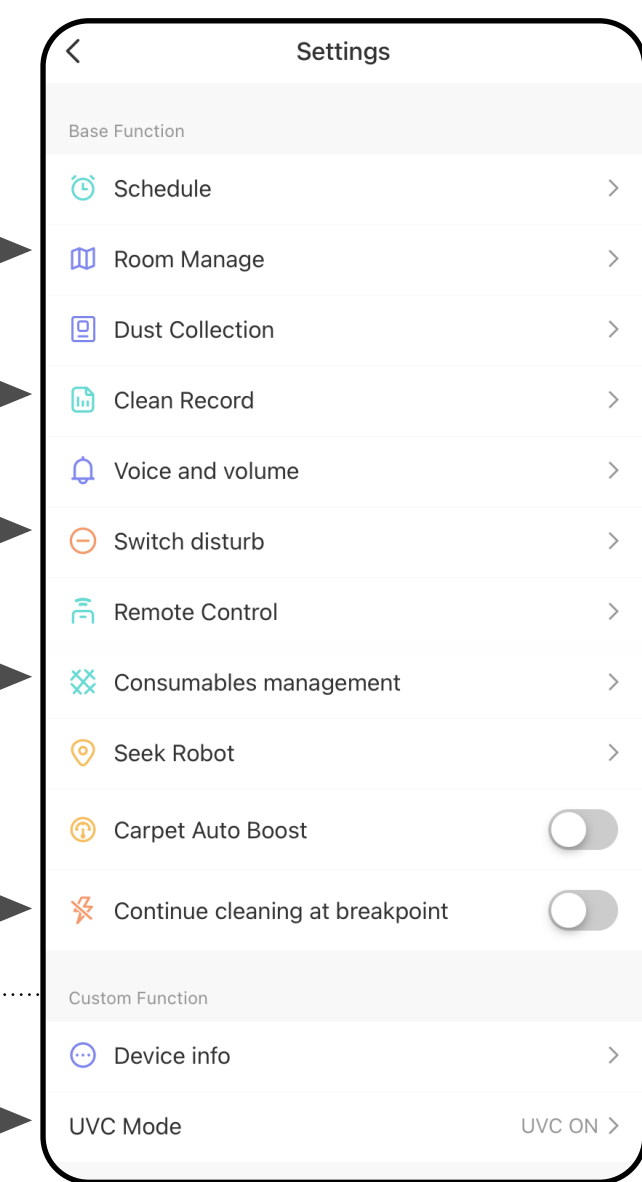 Settings
Base Function
Schedule
Room Manage
Dust Collection
Clean Record
Voice and volume
Switch disturb
Remote Control
Consumables management
Seek Robot
Carpet Auto Boost
Continue cleaning at breakpoint
Custom Function
Device info
UVC Mode UVC ON